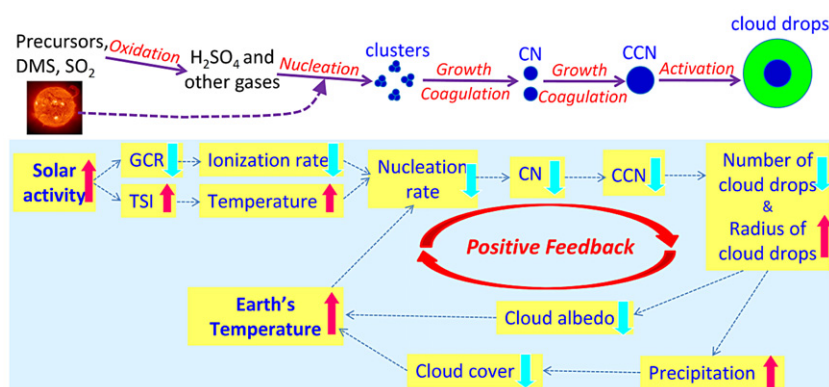 Precursors,
DMS, SO₂
Oxidation
H₂SO₄ and
other gases
Nucleation
clusters
Growth
Coagulation
CN
Growth
Coagulation
CCN
Activation
cloud drops
Solar
activity
GCR
Ionization rate
TSI
Temperature
Nucleation
rate
CN
CCN
Number of
cloud drops
&
Radius of
cloud drops
Positive Feedback
Earth's
Temperature
Cloud albedo
Cloud cover
Precipitation